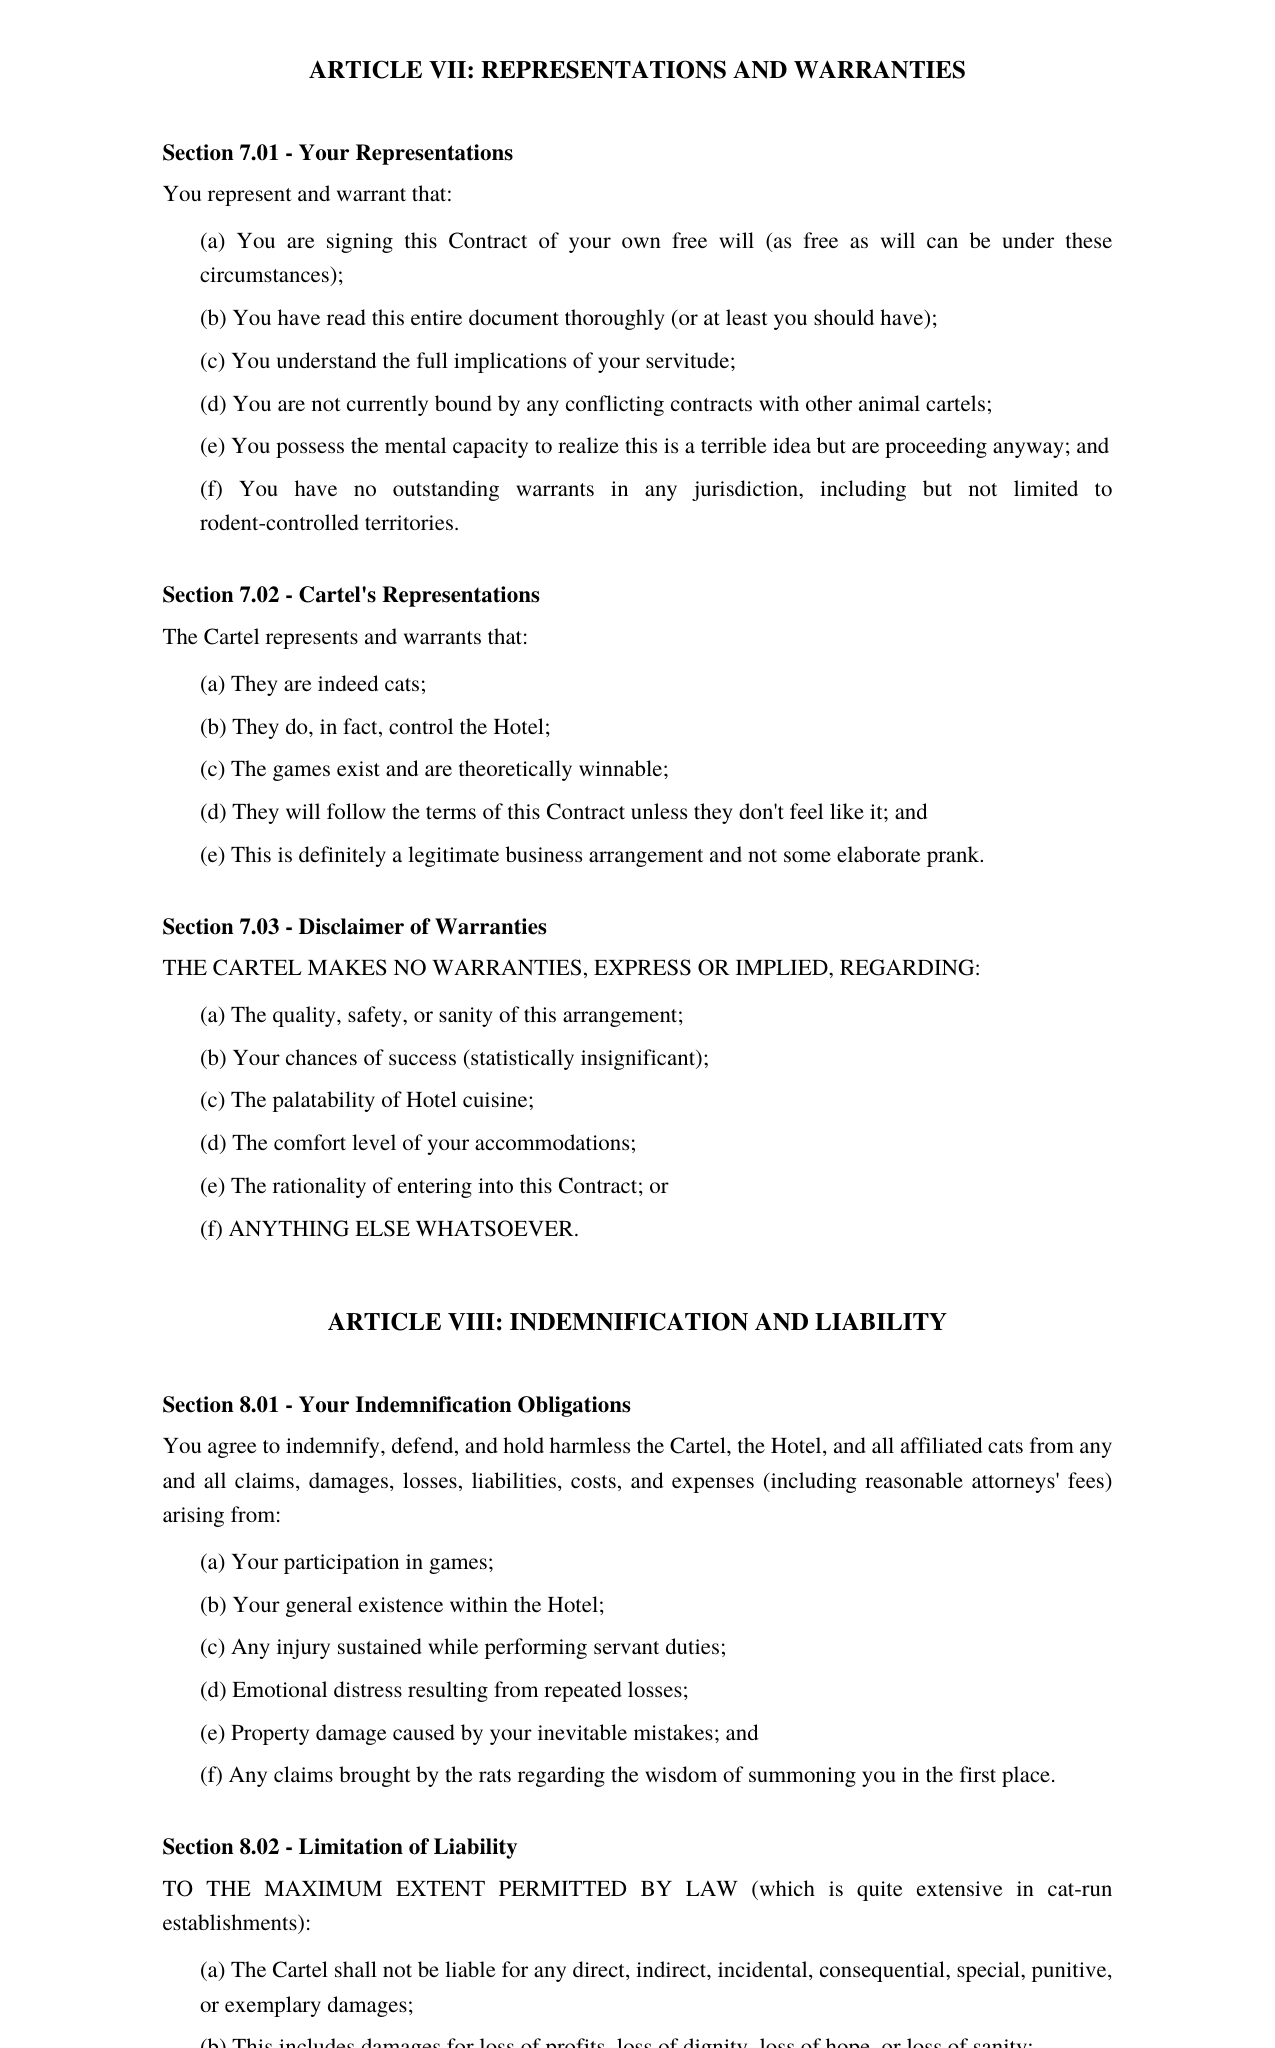 ARTICLE VII: REPRESENTATIONS AND WARRANTIES
Section 7.01 - Your Representations
You represent and warrant that:
(a) You are signing this Contract of your own free will (as free as will can be under these
circumstances);
(b) You have read this entire document thoroughly (or at least you should have);
(c) You understand the full implications of your servitude;
(d) You are not currently bound by any conflicting contracts with other animal cartels;
(e) You possess the mental capacity to realize this is a terrible idea but are proceeding anyway; and
(f) You have no outstanding warrants in any jurisdiction, including but not limited to
rodent-controlled territories.
Section 7.02 - Cartel's Representations
The Cartel represents and warrants that:
(a) They are indeed cats;
(b) They do, in fact, control the Hotel;
(c) The games exist and are theoretically winnable;
(d) They will follow the terms of this Contract unless they don't feel like it; and
(e) This is definitely a legitimate business arrangement and not some elaborate prank.
Section 7.03 - Disclaimer of Warranties
THE CARTEL MAKES NO WARRANTIES, EXPRESS OR IMPLIED, REGARDING:
(a) The quality, safety, or sanity of this arrangement;
(b) Your chances of success (statistically insignificant);
(c) The palatability of Hotel cuisine;
(d) The comfort level of your accommodations;
(e) The rationality of entering into this Contract; or
(f) ANYTHING ELSE WHATSOEVER.
ARTICLE VIII: INDEMNIFICATION AND LIABILITY
Section 8.01 - Your Indemnification Obligations
You agree to indemnify, defend, and hold harmless the Cartel, the Hotel, and all affiliated cats from any
and all claims, damages, losses, liabilities, costs, and expenses (including reasonable attorneys' fees)
arising from:
(a) Your participation in games;
(b) Your general existence within the Hotel;
(c) Any injury sustained while performing servant duties;
(d) Emotional distress resulting from repeated losses;
(e) Property damage caused by your inevitable mistakes; and
(f) Any claims brought by the rats regarding the wisdom of summoning you in the first place.
Section 8.02 - Limitation of Liability
TO THE MAXIMUM EXTENT PERMITTED BY LAW (which is quite extensive in cat-run
establishments):
(a) The Cartel shall not be liable for any direct, indirect, incidental, consequential, special, punitive,
or exemplary damages;
(b) This includes damages for loss of profits, loss of dignity, loss of hope, or loss of sanity;